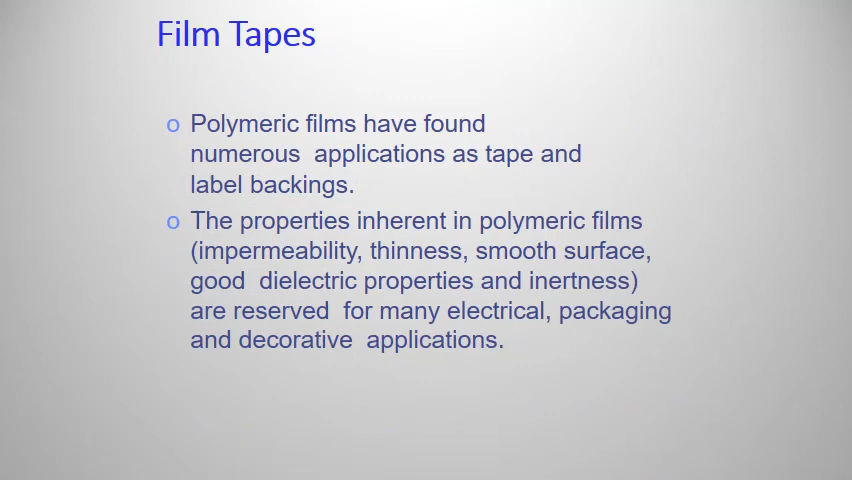 Film Tapes
o Polymeric films have found
numerous  applications as tape and
label backings.
o The properties inherent in polymeric films
(impermeability, thinness, smooth surface,
good  dielectric properties and inertness)
are reserved  for many electrical, packaging
and decorative  applications.